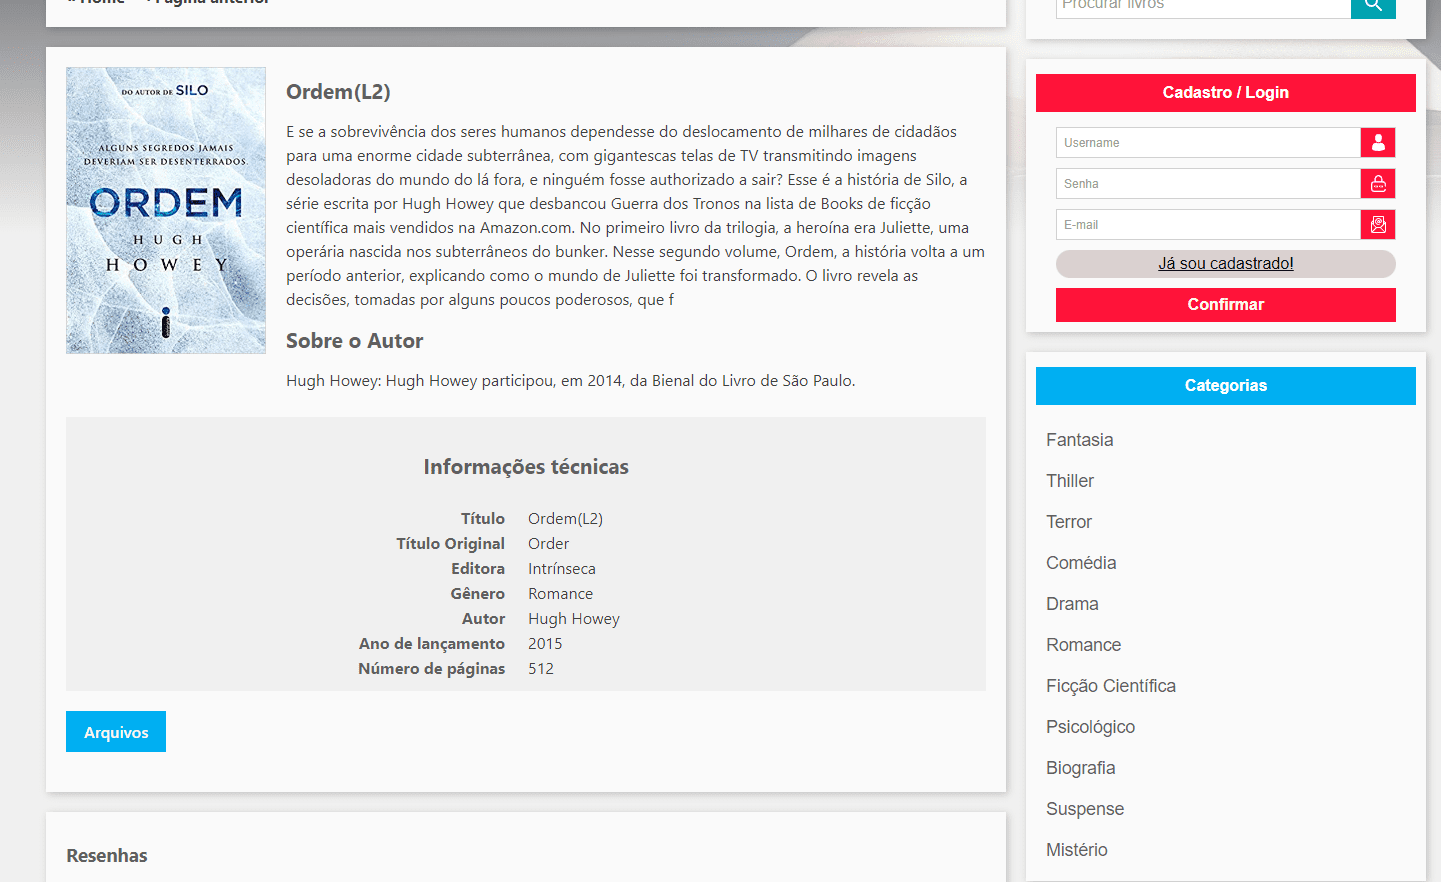 Home
Página anterior
DO AUTOR DE SILO
ALGUNS SEGREDOS JAMAIS
DEVERIAM SER DESENTERRADOS.
ORDEM
HUGH
HOWEY
Ordem(L2)
E se a sobrevivência dos seres humanos dependesse do deslocamento de milhares de cidadãos
para uma enorme cidade subterrânea, com gigantescas telas de TV transmitindo imagens
desoladoras do mundo do lá fora, e ninguém fosse authorizado a sair? Esse é a história de Silo, a
série escrita por Hugh Howey que desbancou Guerra dos Tronos na lista de Books de ficção
científica mais vendidos na Amazon.com. No primeiro livro da trilogia, a heroína era Juliette, uma
operária nascida nos subterrâneos do bunker. Nesse segundo volume, Ordem, a história volta a um
período anterior, explicando como o mundo de Juliette foi transformado. O livro revela as
decisões, tomadas por alguns poucos poderosos, que f
Sobre o Autor
Hugh Howey: Hugh Howey participou, em 2014, da Bienal do Livro de São Paulo.
Informações técnicas
Título Ordem(L2)
Título Original Order
Editora Intrínseca
Gênero Romance
Autor Hugh Howey
Ano de lançamento 2015
Número de páginas 512
Arquivos
Resenhas
Procurar livros
Cadastro / Login
Username
Senha
E-mail
Já sou cadastrado!
Confirmar
Categorias
Fantasia
Thiller
Terror
Comédia
Drama
Romance
Ficção Científica
Psicológico
Biografia
Suspense
Mistério